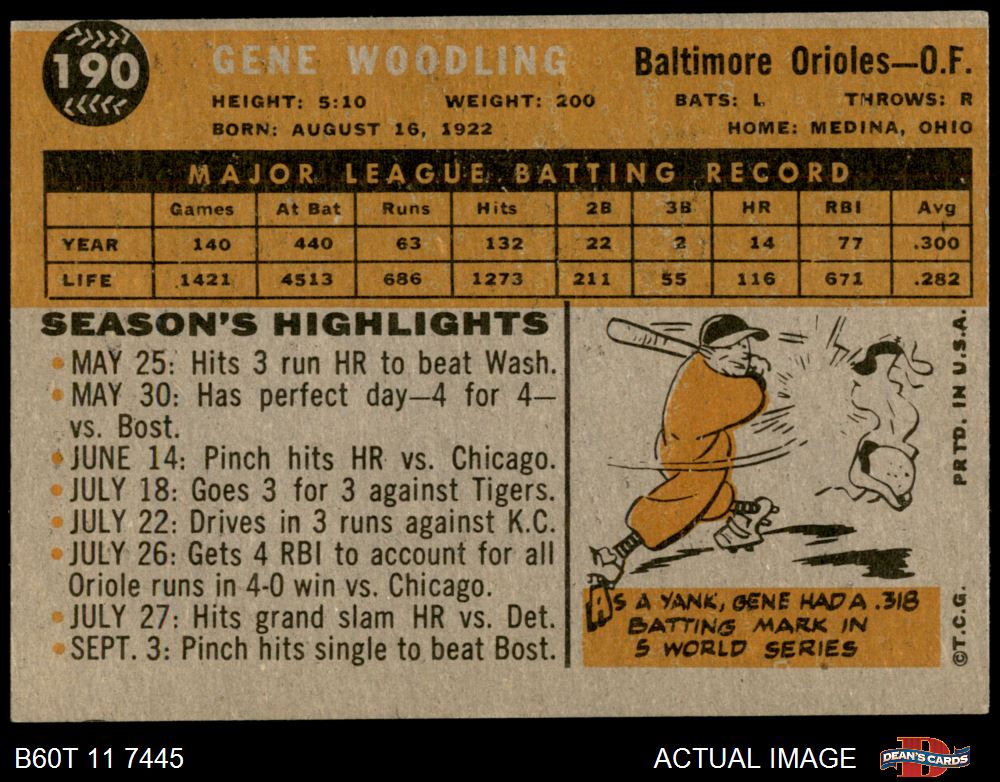 190
GENE WOODLING
Baltimore Orioles—O.F.
HEIGHT: 5:10 WEIGHT: 200 BATS: L THROWS: R
BORN: AUGUST 16, 1922 HOME: MEDINA, OHIO
MAJOR LEAGUE BATTING RECORD
Games At Bat Runs Hits 2B 3B HR RBI Avg
YEAR 140 440 63 132 22 2 14 77 .300
LIFE 1421 4513 686 1273 211 55 116 671 .282
SEASON'S HIGHLIGHTS
• MAY 25: Hits 3 run HR to beat Wash.
• MAY 30: Has perfect day—4 for 4—
vs. Bost.
• JUNE 14: Pinch hits HR vs. Chicago.
• JULY 18: Goes 3 for 3 against Tigers.
• JULY 22: Drives in 3 runs against K.C.
• JULY 26: Gets 4 RBI to account for all
Oriole runs in 4-0 win vs. Chicago.
• JULY 27: Hits grand slam HR vs. Det.
• SEPT. 3: Pinch hits single to beat Bost.
AS A YANK, GENE HAD A .318
BATTING MARK IN
5 WORLD SERIES
PRTD. IN U.S.A.
©T.C.G.
B60T 11 7445
ACTUAL IMAGE
DEAN'S CARDS